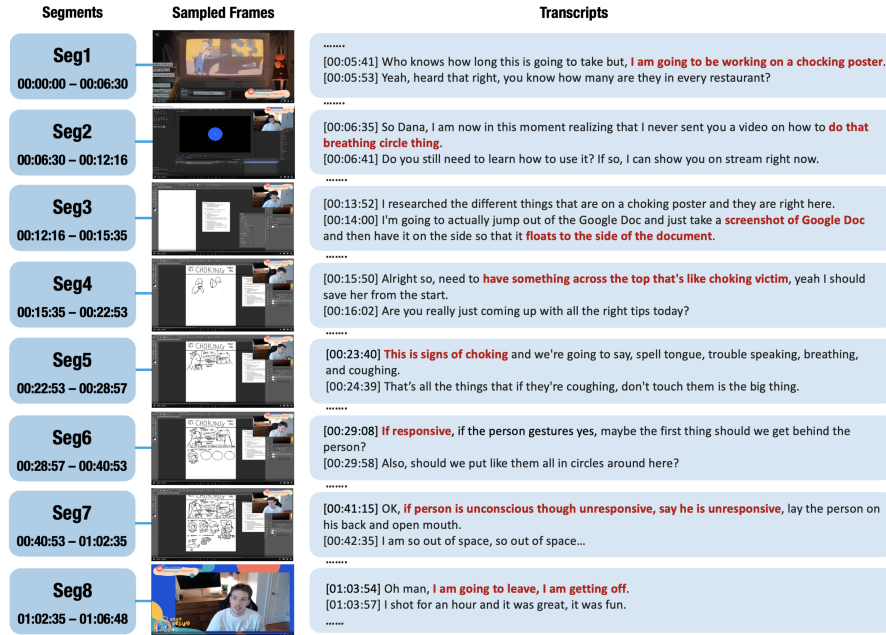 Segments Sampled Frames Transcripts
Seg1
00:00:00 – 00:06:30
.......
[00:05:41] Who knows how long this is going to take but, I am going to be working on a chocking poster.
[00:05:53] Yeah, heard that right, you know how many are they in every restaurant?
.......
Seg2
00:06:30 – 00:12:16
[00:06:35] So Dana, I am now in this moment realizing that I never sent you a video on how to do that
breathing circle thing.
[00:06:41] Do you still need to learn how to use it? If so, I can show you on stream right now.
.......
Seg3
00:12:16 – 00:15:35
[00:13:52] I researched the different things that are on a choking poster and they are right here.
[00:14:00] I'm going to actually jump out of the Google Doc and just take a screenshot of Google Doc
and then have it on the side so that it floats to the side of the document.
.......
Seg4
00:15:35 – 00:22:53
CHOKING
[00:15:50] Alright so, need to have something across the top that's like choking victim, yeah I should
save her from the start.
[00:16:02] Are you really just coming up with all the right tips today?
.......
Seg5
00:22:53 – 00:28:57
CHOKING
[00:23:40] This is signs of choking and we're going to say, spell tongue, trouble speaking, breathing,
and coughing.
[00:24:39] That's all the things that if they're coughing, don't touch them is the big thing.
.......
Seg6
00:28:57 – 00:40:53
CHOKING
[00:29:08] If responsive, if the person gestures yes, maybe the first thing should we get behind the
person?
[00:29:58] Also, should we put like them all in circles around here?
.......
Seg7
00:40:53 – 01:02:35
CHOKING
[00:41:15] OK, if person is unconscious though unresponsive, say he is unresponsive, lay the person on
his back and open mouth.
[00:42:35] I am so out of space, so out of space...
.......
Seg8
01:02:35 – 01:06:48
[01:03:54] Oh man, I am going to leave, I am getting off.
[01:03:57] I shot for an hour and it was great, it was fun.
......